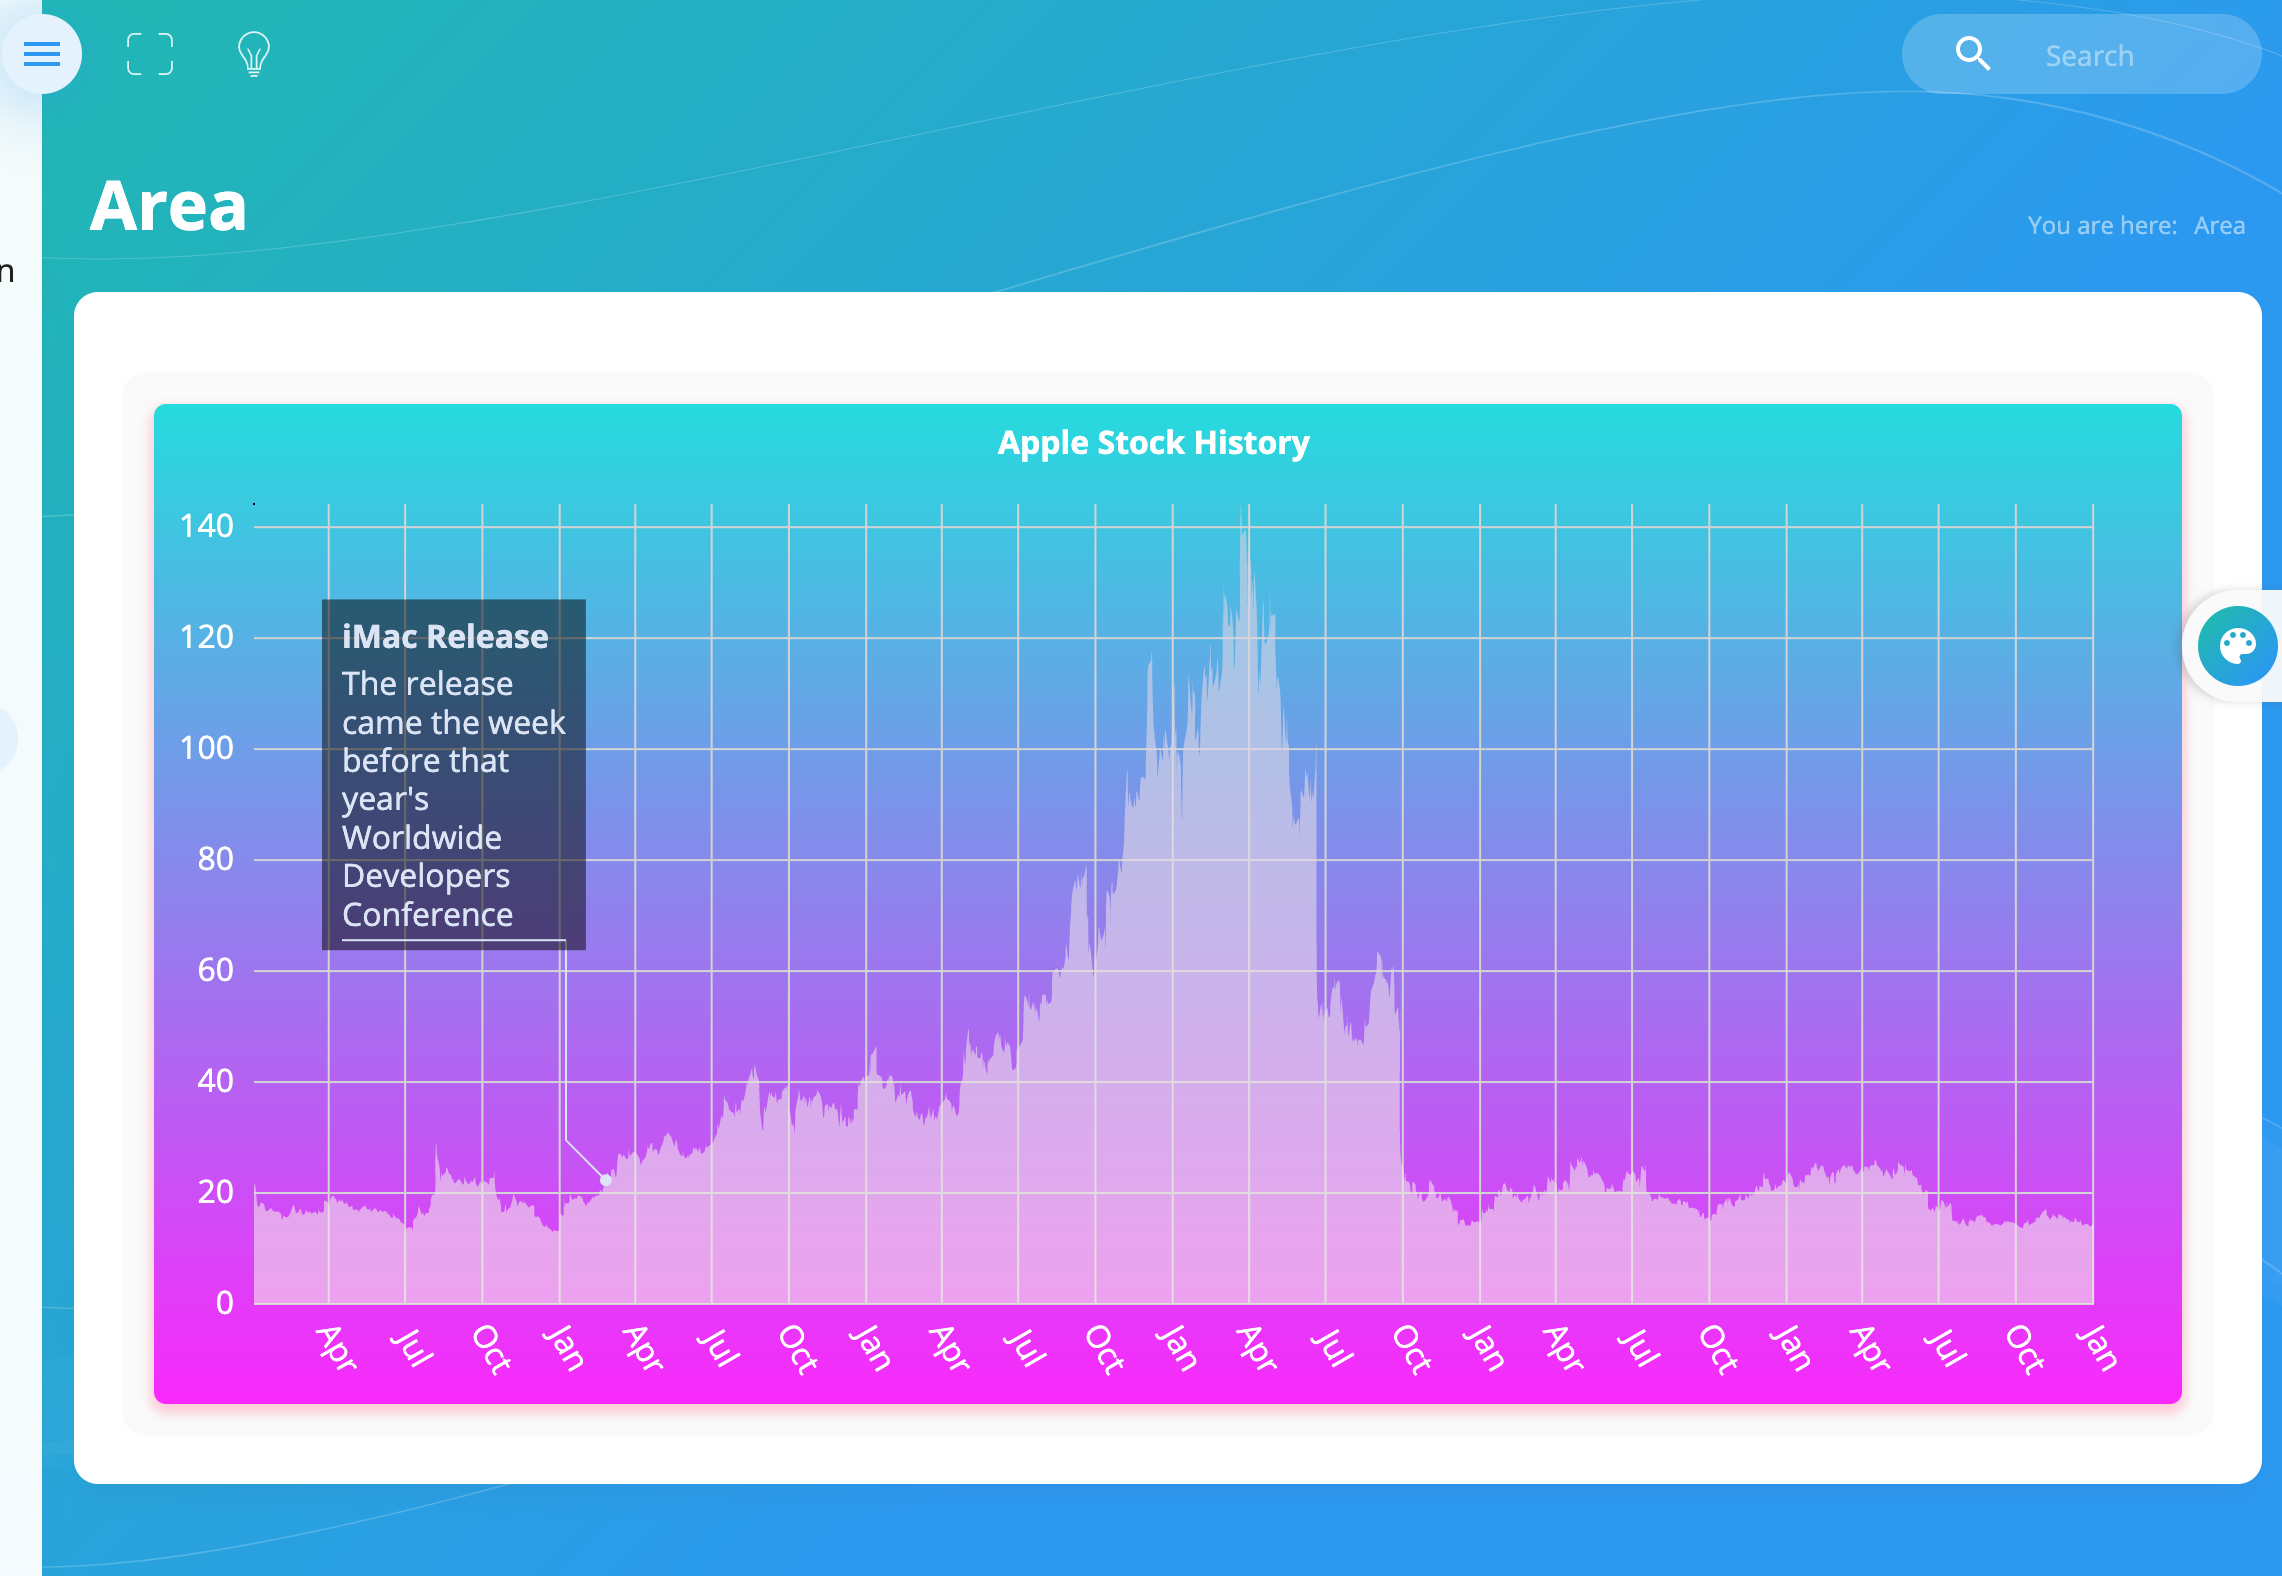 Search
Area
You are here: Area
n
Apple Stock History
140
120
100
80
60
40
20
0
iMac Release
The release
came the week
before that
year's
Worldwide
Developers
Conference
Apr Jul Oct Jan Apr Jul Oct Jan Apr Jul Oct Jan Apr Jul Oct Jan Apr Jul Oct Jan Apr Jul Oct Jan